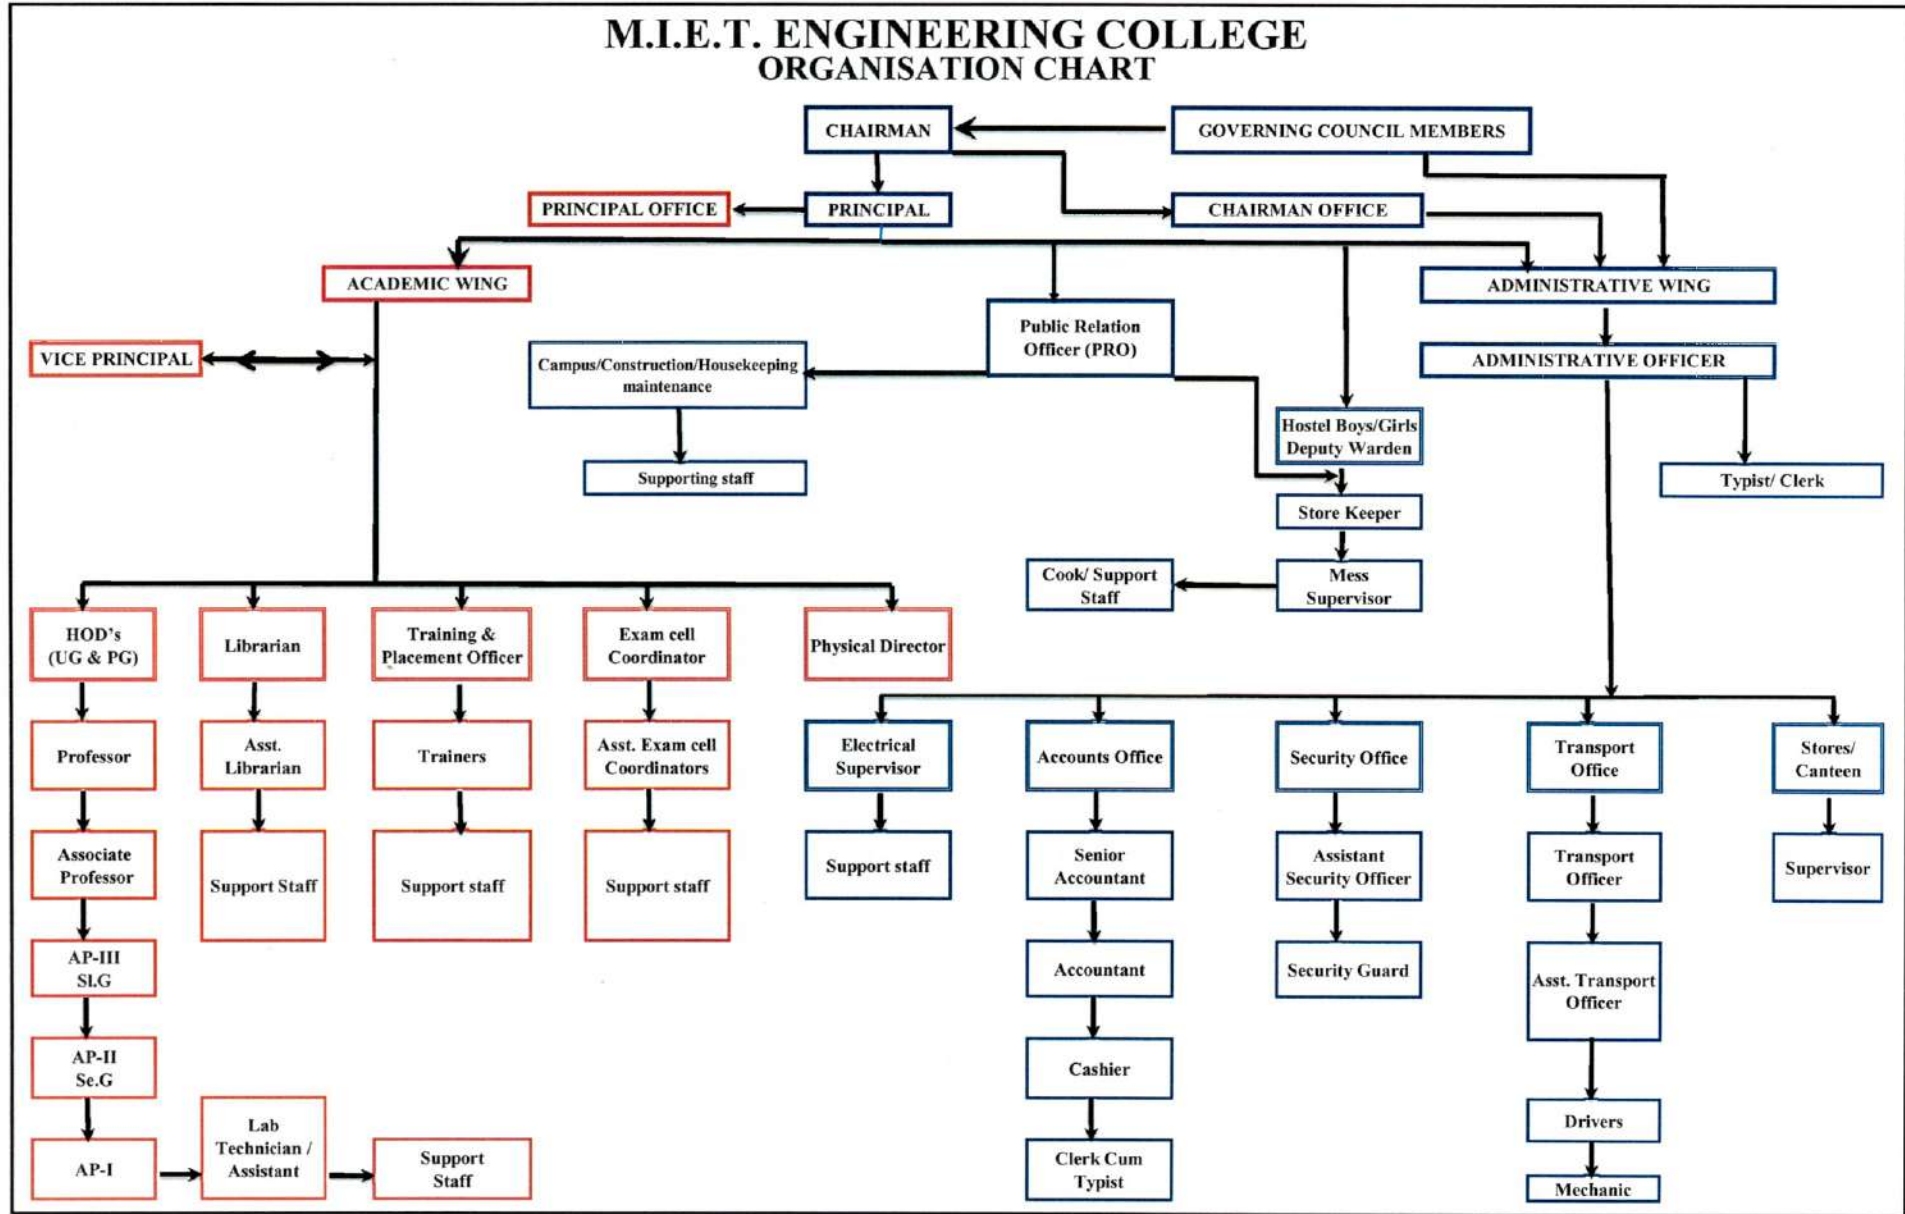 M.I.E.T. ENGINEERING COLLEGE
ORGANISATION CHART
CHAIRMAN
GOVERNING COUNCIL MEMBERS
PRINCIPAL OFFICE
PRINCIPAL
CHAIRMAN OFFICE
ACADEMIC WING
ADMINISTRATIVE WING
Public Relation
Officer (PRO)
VICE PRINCIPAL
Campus/Construction/Housekeeping
maintenance
ADMINISTRATIVE OFFICER
Hostel Boys/Girls
Deputy Warden
Supporting staff
Typist/ Clerk
Store Keeper
Cook/ Support
Staff
Mess
Supervisor
HOD's
(UG & PG)
Librarian
Training &
Placement Officer
Exam cell
Coordinator
Physical Director
Professor
Asst.
Librarian
Trainers
Asst. Exam cell
Coordinators
Electrical
Supervisor
Accounts Office
Security Office
Transport
Office
Stores/
Canteen
Associate
Professor
Support Staff
Support staff
Support staff
Support staff
Senior
Accountant
Assistant
Security Officer
Transport
Officer
Supervisor
AP-III
Sl.G
Accountant
Security Guard
Asst. Transport
Officer
AP-II
Se.G
Cashier
Drivers
AP-I
Lab
Technician /
Assistant
Support
Staff
Clerk Cum
Typist
Mechanic